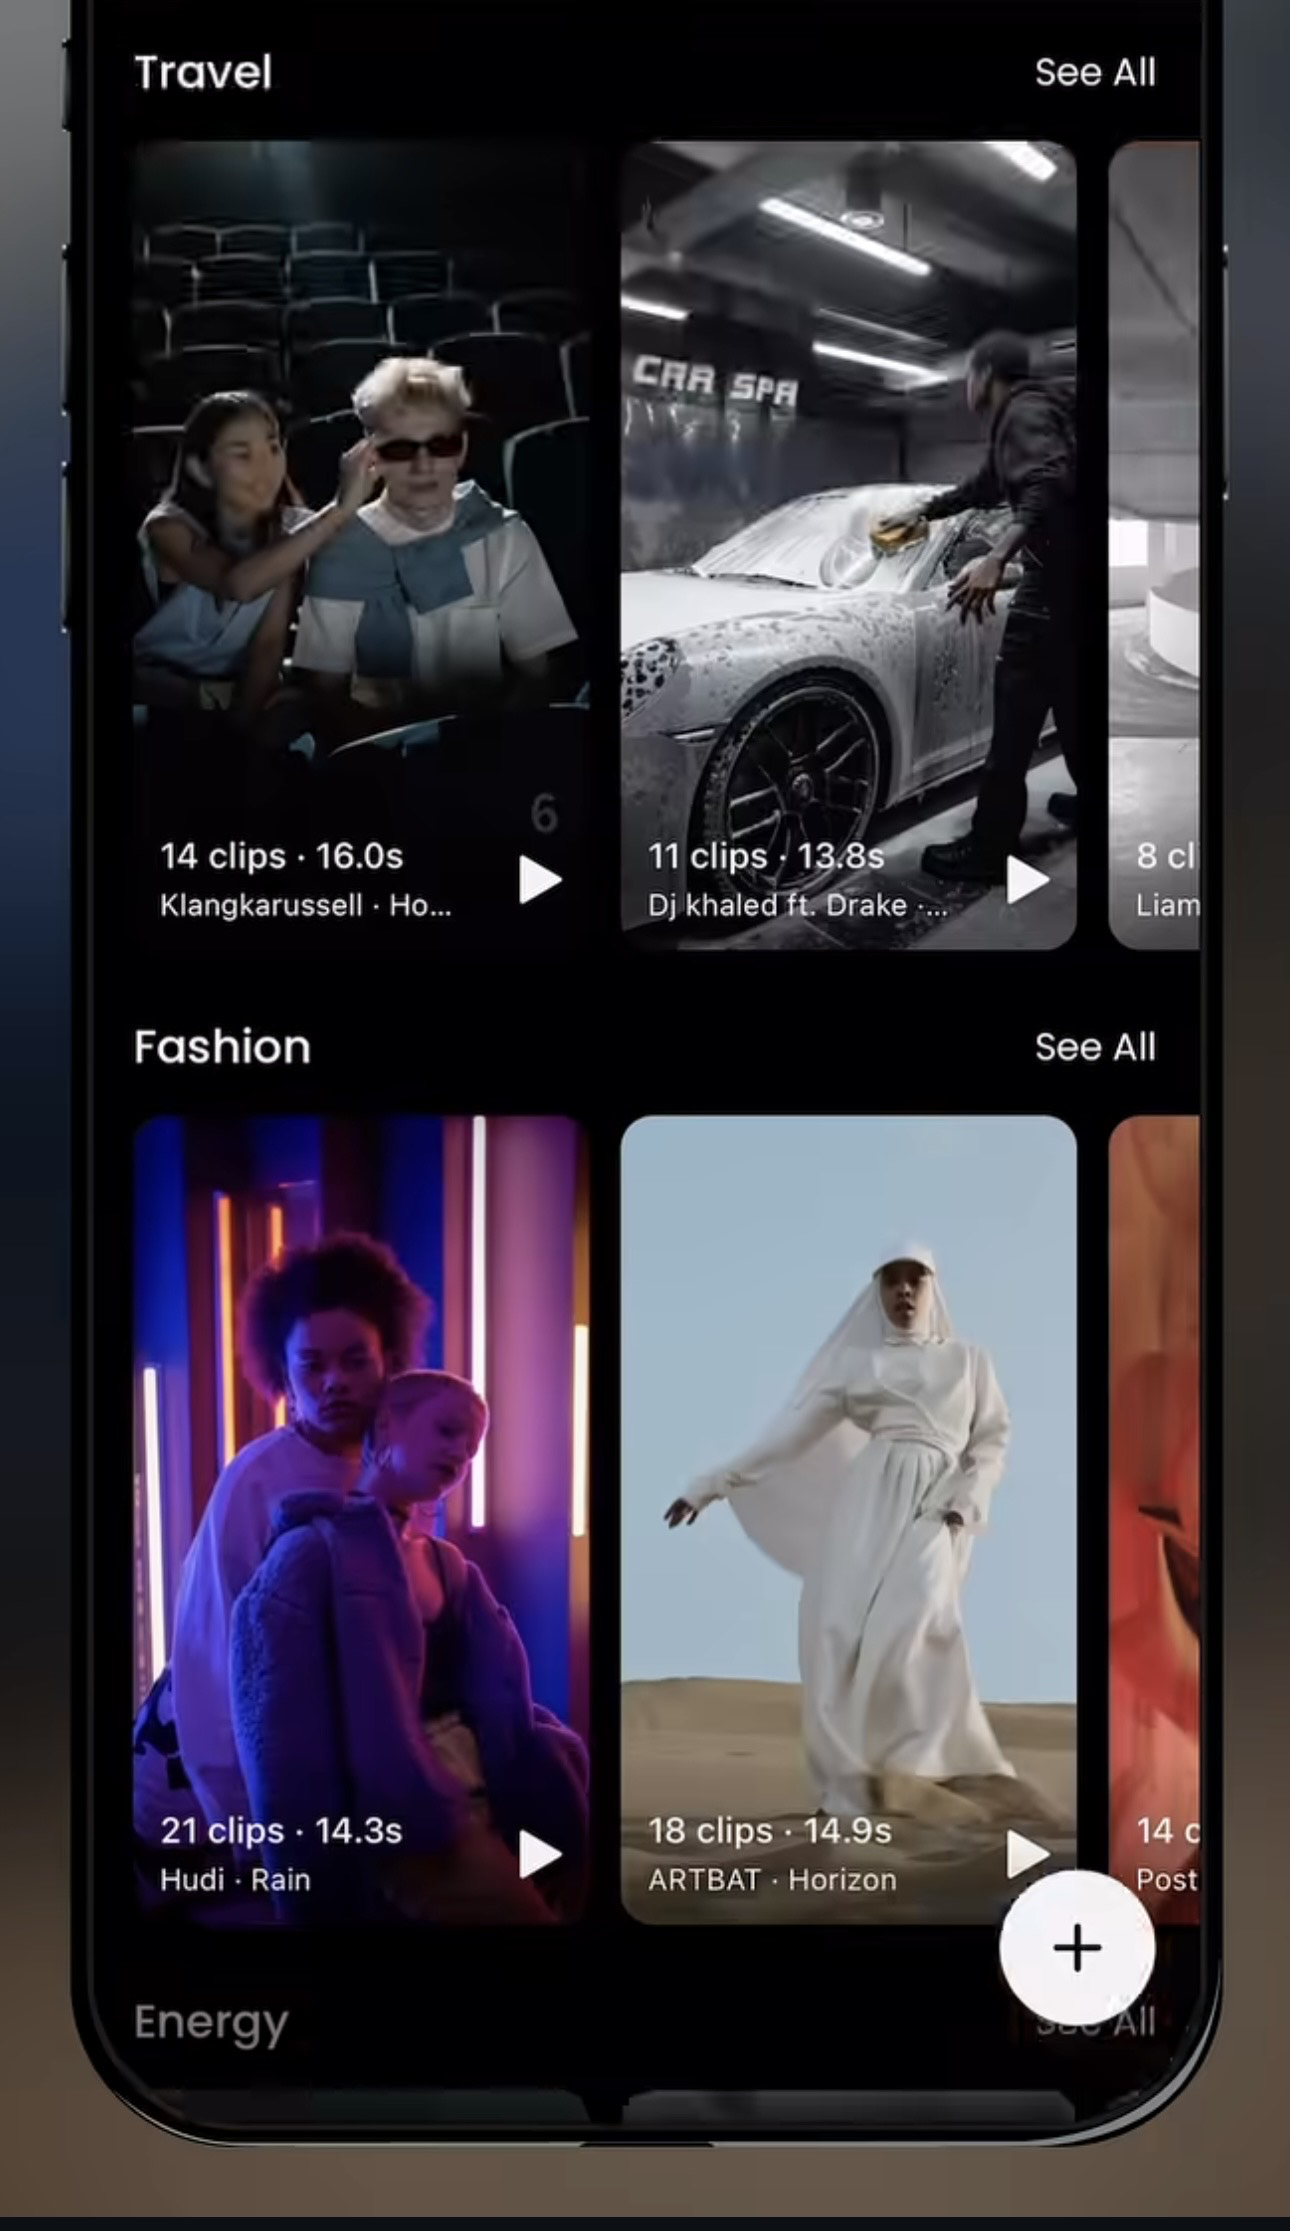 Travel See All
CAR SPA
6
14 clips · 16.0s
Klangkarussell · Ho...
11 clips · 13.8s
Dj khaled ft. Drake ·...
8 cl
Liam
Fashion See All
21 clips · 14.3s
Hudi · Rain
18 clips · 14.9s
ARTBAT · Horizon
14 c
Post
+
Energy See All